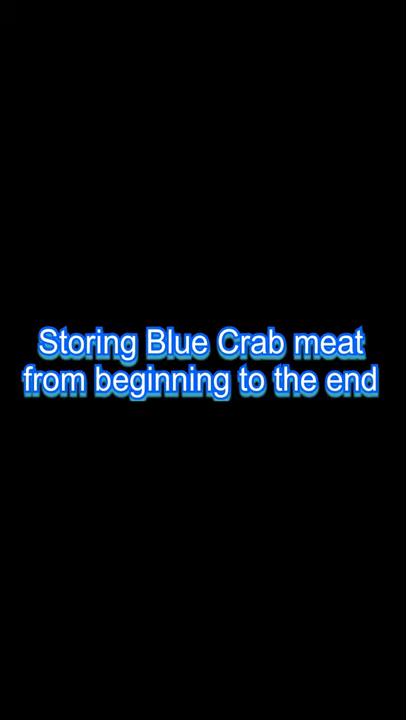 Storing Blue Crab meat
from beginning to the end